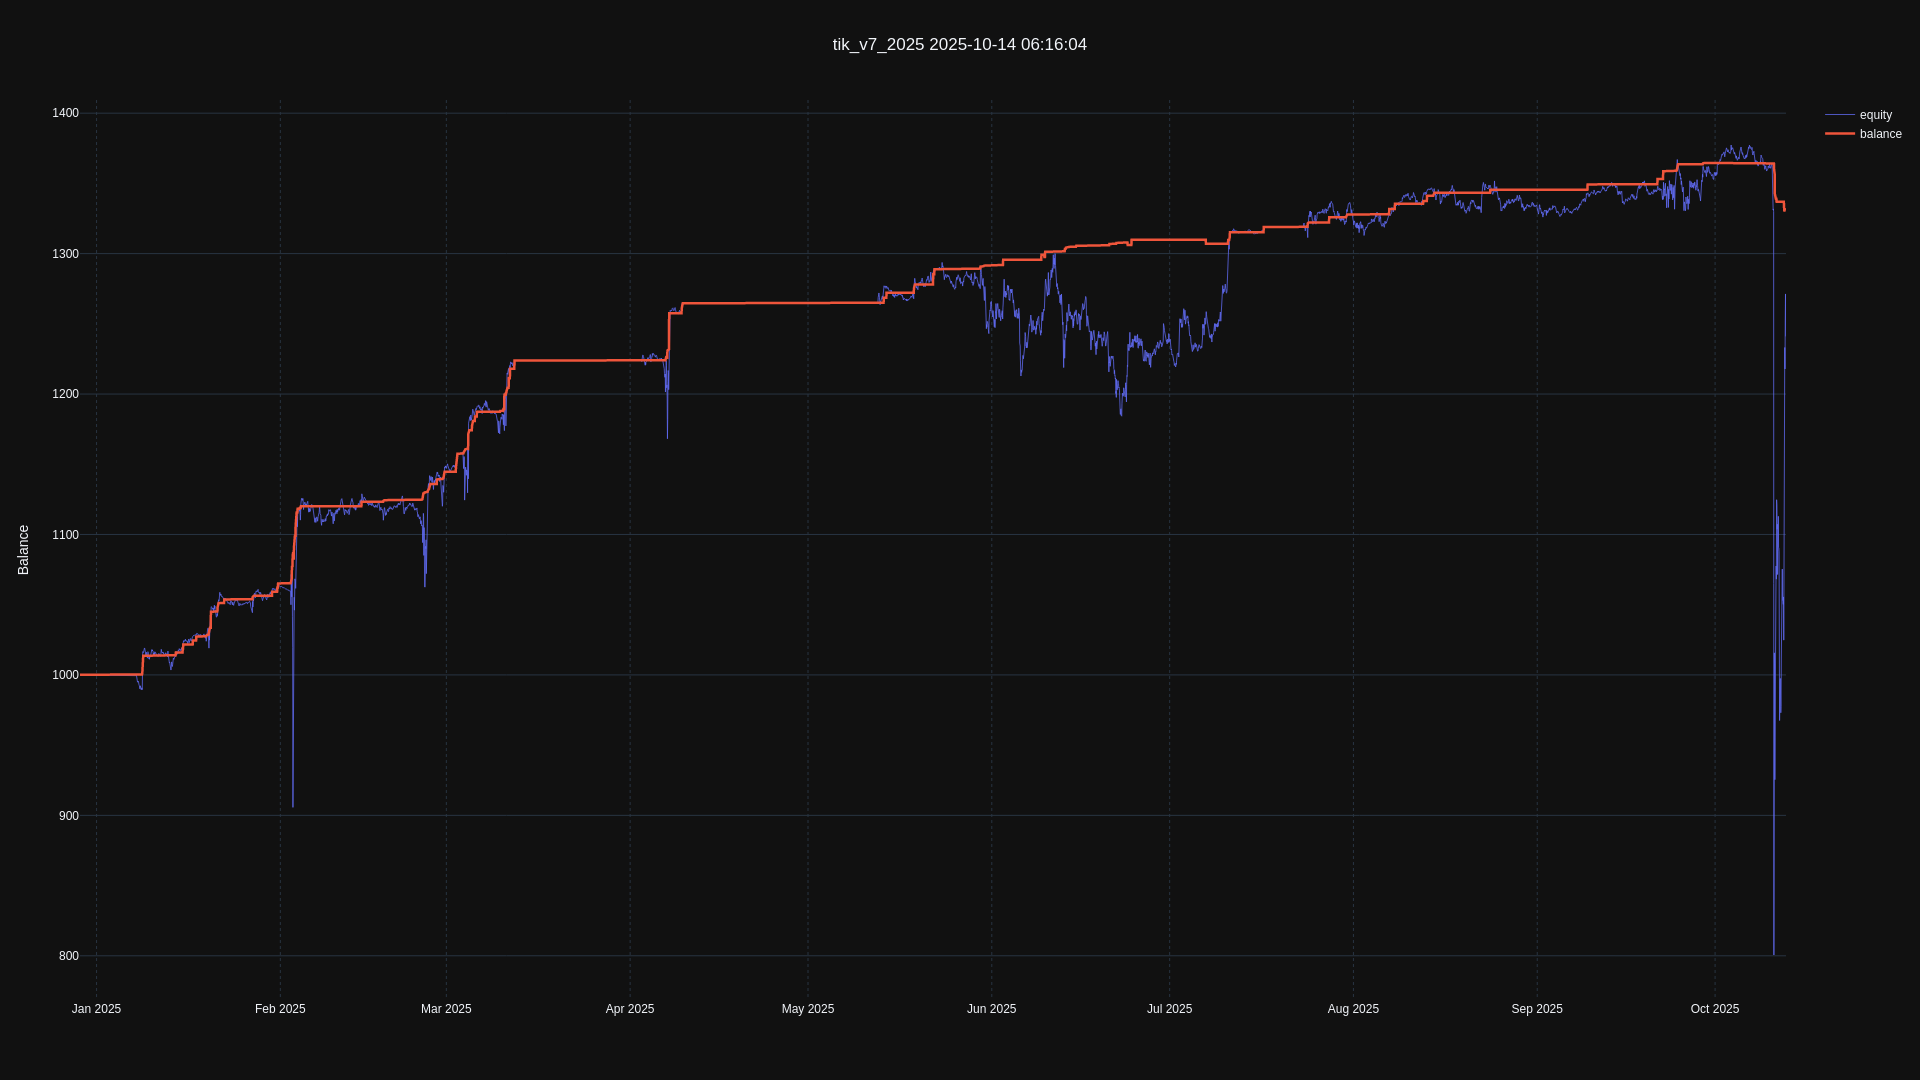 tik_v7_2025 2025-10-14 06:16:04
equity
balance
Balance
1400
1300
1200
1100
1000
900
800
Jan 2025
Feb 2025
Mar 2025
Apr 2025
May 2025
Jun 2025
Jul 2025
Aug 2025
Sep 2025
Oct 2025